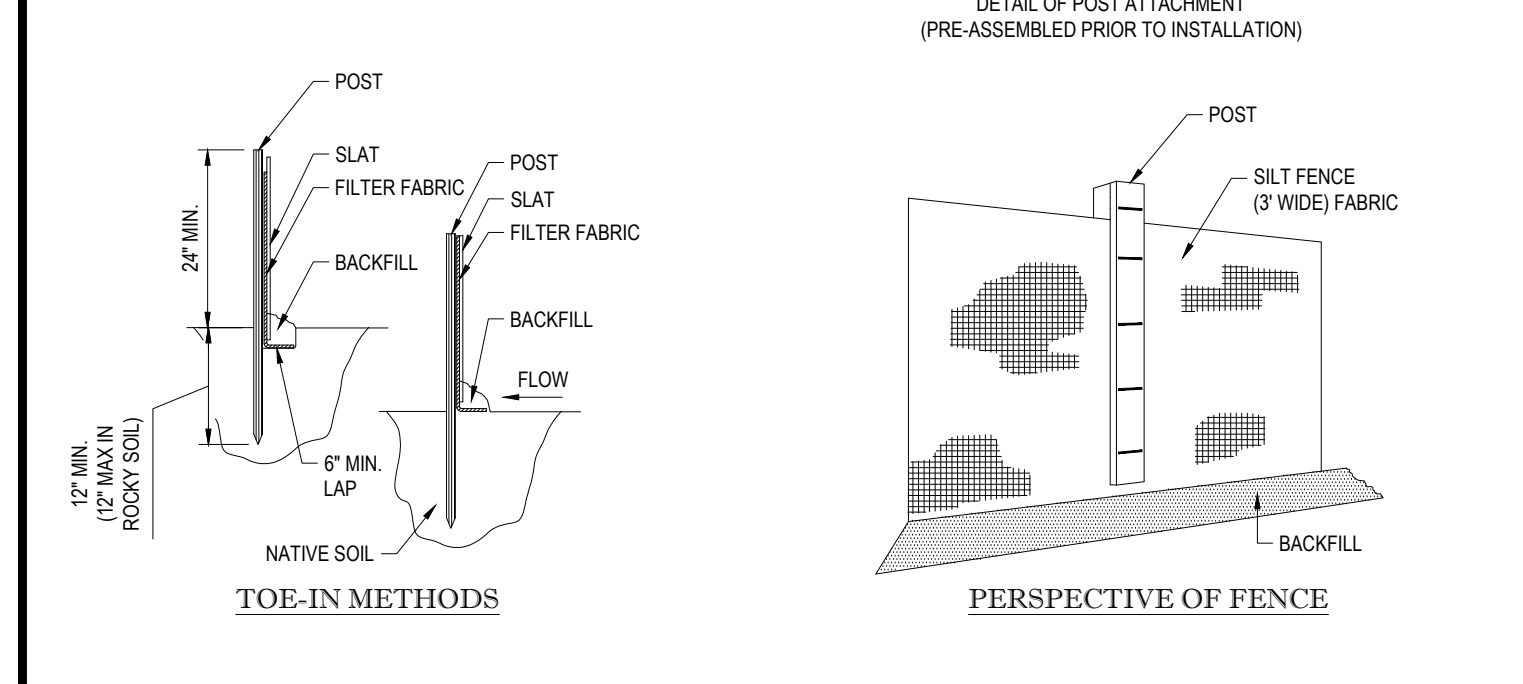 DETAIL OF POST ATTACHMENT
(PRE-ASSEMBLED PRIOR TO INSTALLATION)
POST
SLAT
FILTER FABRIC
BACKFILL
24" MIN.
12" MIN.
(12" MAX IN
ROCKY SOIL)
6" MIN.
LAP
POST
SLAT
FILTER FABRIC
BACKFILL
FLOW
NATIVE SOIL
TOE-IN METHODS
POST
SILT FENCE
(3' WIDE) FABRIC
BACKFILL
PERSPECTIVE OF FENCE